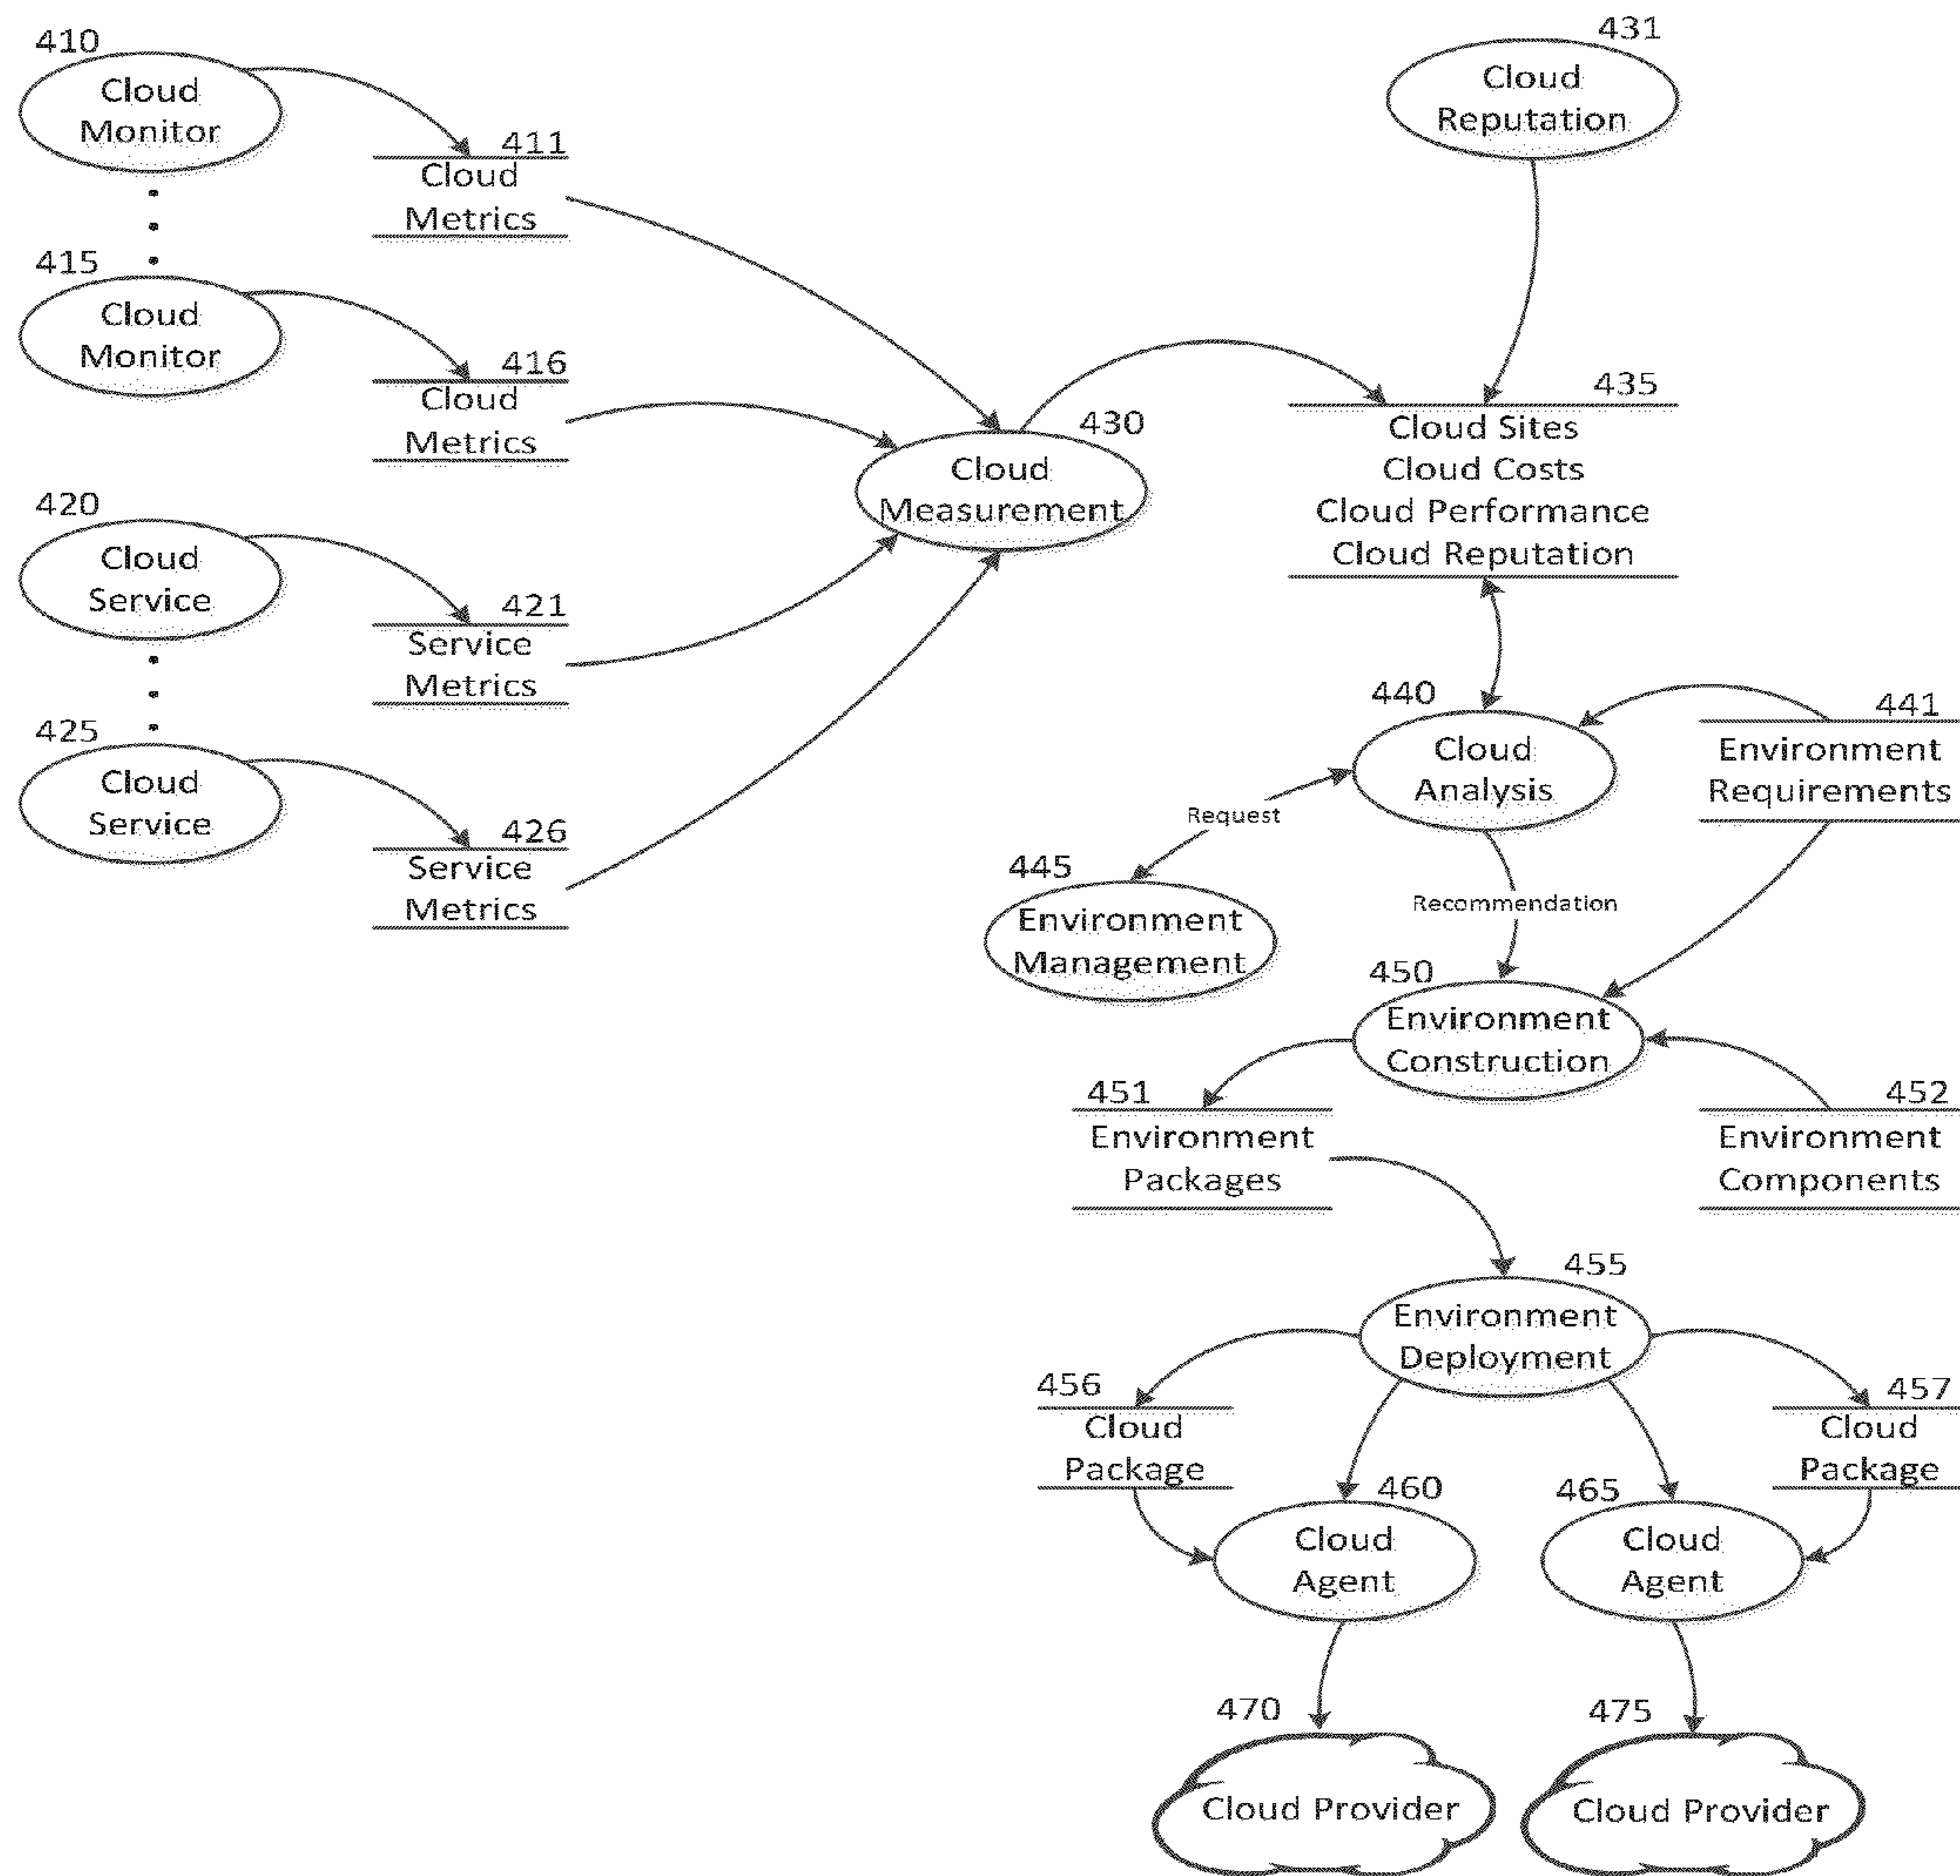 410
Cloud
Monitor
411
Cloud
Metrics
415
Cloud
Monitor
416
Cloud
Metrics
420
Cloud
Service
421
Service
Metrics
425
Cloud
Service
426
Service
Metrics
430
Cloud
Measurement
431
Cloud
Reputation
435
Cloud Sites
Cloud Costs
Cloud Performance
Cloud Reputation
440
Cloud
Analysis
441
Environment
Requirements
Request
445
Environment
Management
Recommendation
450
Environment
Construction
451
Environment
Packages
452
Environment
Components
455
Environment
Deployment
456
Cloud
Package
457
Cloud
Package
460
Cloud
Agent
465
Cloud
Agent
470
Cloud Provider
475
Cloud Provider